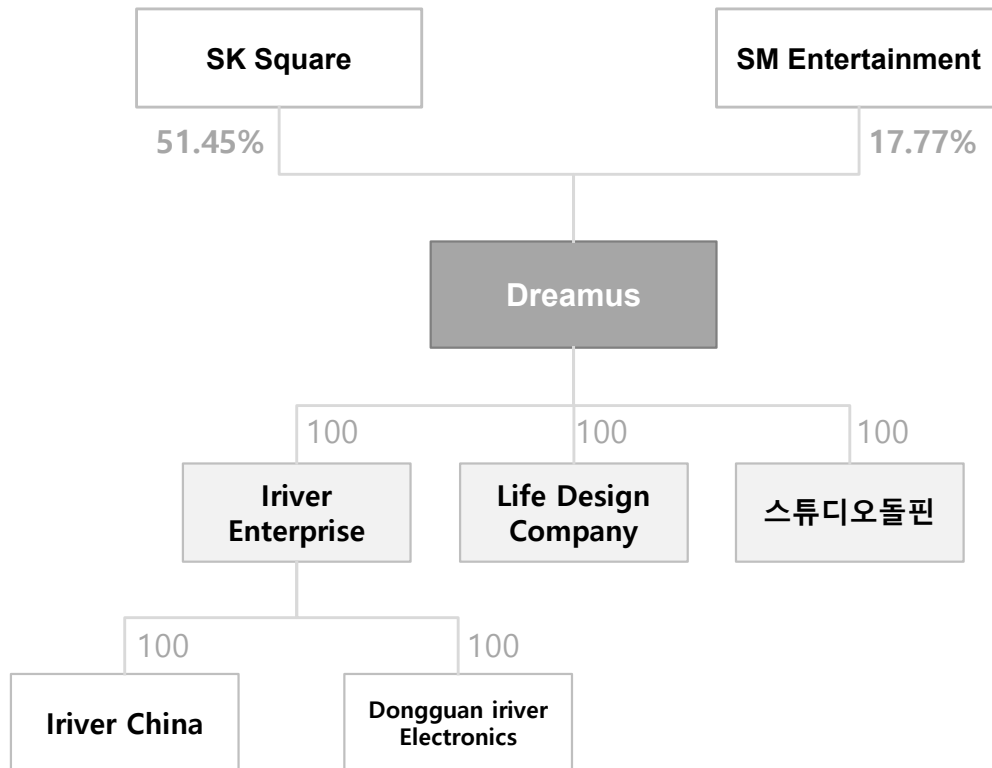 SK Square
SM Entertainment
51.45%
17.77%
Dreamus
100
100
100
Iriver
Enterprise
Life Design
Company
스튜디오돌핀
100
100
Iriver China
Dongguan iriver
Electronics